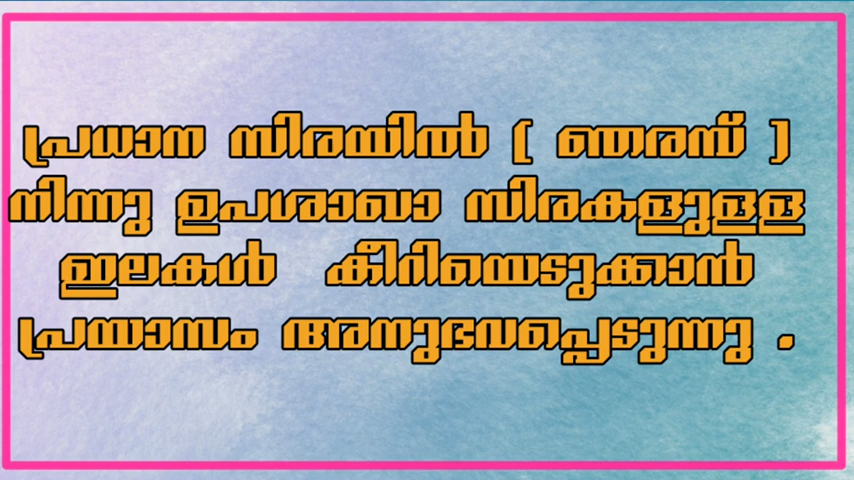 പ്രധാന സിരയിൽ ( ഞരമ്പ് )
നിന്നു ഉപശാഖാ സിരകളുള്ള
ഇലകൾ കീറിയെടുക്കാൻ
പ്രയാസം അനുഭവപ്പെടുന്നു .